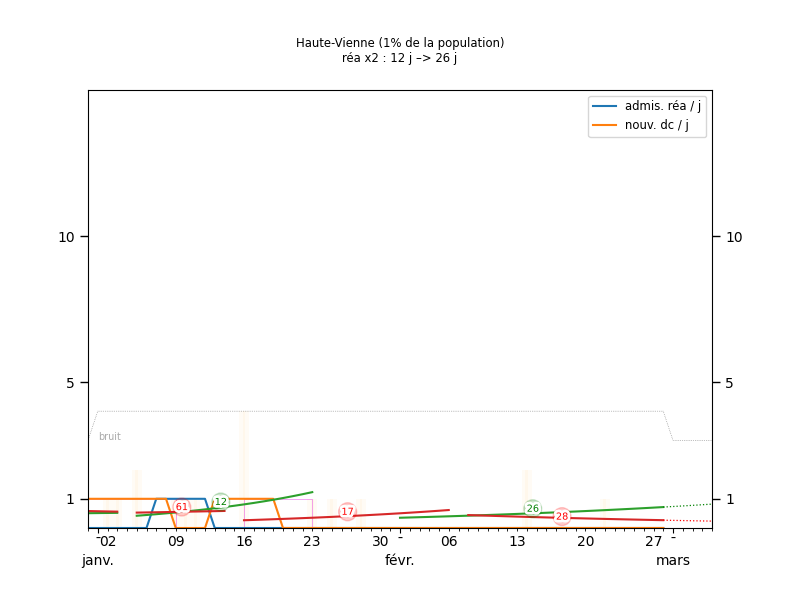 Haute-Vienne (1% de la population)
réa x2 : 12 j –> 26 j
admis. réa / j
nouv. dc / j
10
10
5
5
bruit
1
1
61
12
17
26
28
02
09
16
23
30
06
13
20
27
janv.
févr.
mars